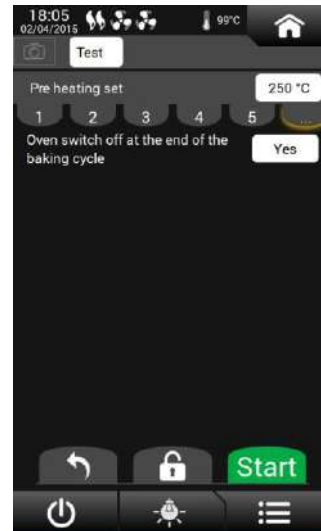 18:05
02/04/2015
99°C
Test
Pre heating set
250 °C
1 2 3 4 5 ...
Oven switch off at the end of the
baking cycle
Yes
Start